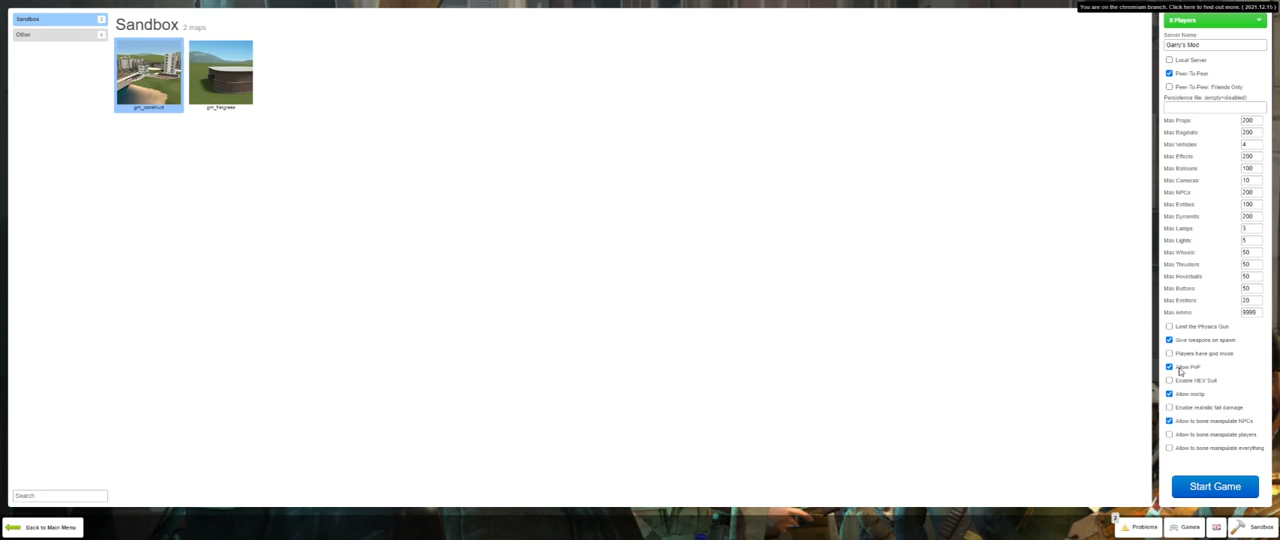 You are on the chromium branch. Click here to find out more. ( 2021.12.15 )
Sandbox 2
Other 6
Sandbox 2 maps
gm_construct
gm_flatgrass
Search
Back to Main Menu
8 Players
Server Name:
Garry's Mod
Local Server
Peer-To-Peer
Peer-To-Peer: Friends Only
Persistence file: (empty=disabled)
Max Props: 200
Max Ragdolls: 200
Max Vehicles: 4
Max Effects: 200
Max Balloons: 100
Max Cameras: 10
Max NPCs: 200
Max Entities: 100
Max Dynamite: 200
Max Lamps: 3
Max Lights 5
Max Wheels: 50
Max Thrusters: 50
Max Hoverballs: 50
Max Buttons: 50
Max Emitters: 20
Max Ammo: 9999
Limit the Physics Gun
Give weapons on spawn
Players have god mode
Allow PvP
Enable HEV Suit
Allow noclip
Enable realistic fall damage
Allow to bone manipulate NPCs
Allow to bone manipulate players
Allow to bone manipulate everything
Start Game
2
Problems
Games
Sandbox